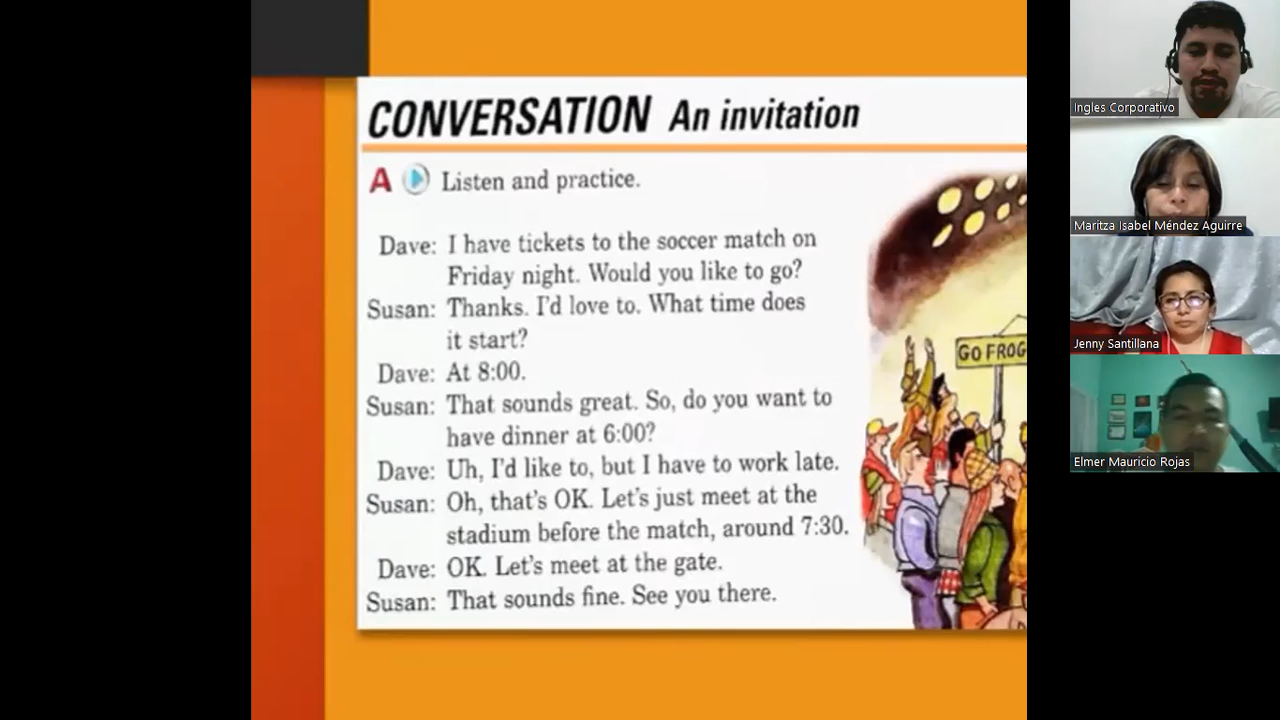 CONVERSATION An invitation
A Listen and practice.
Dave: I have tickets to the soccer match on
Friday night. Would you like to go?
Susan: Thanks. I'd love to. What time does
it start?
Dave: At 8:00.
Susan: That sounds great. So, do you want to
have dinner at 6:00?
Dave: Uh, I'd like to, but I have to work late.
Susan: Oh, that's OK. Let's just meet at the
stadium before the match, around 7:30.
Dave: OK. Let's meet at the gate.
Susan: That sounds fine. See you there.
GO FROG
Ingles Corporativo
Maritza Isabel Méndez Aguirre
Jenny Santillana
Elmer Mauricio Rojas